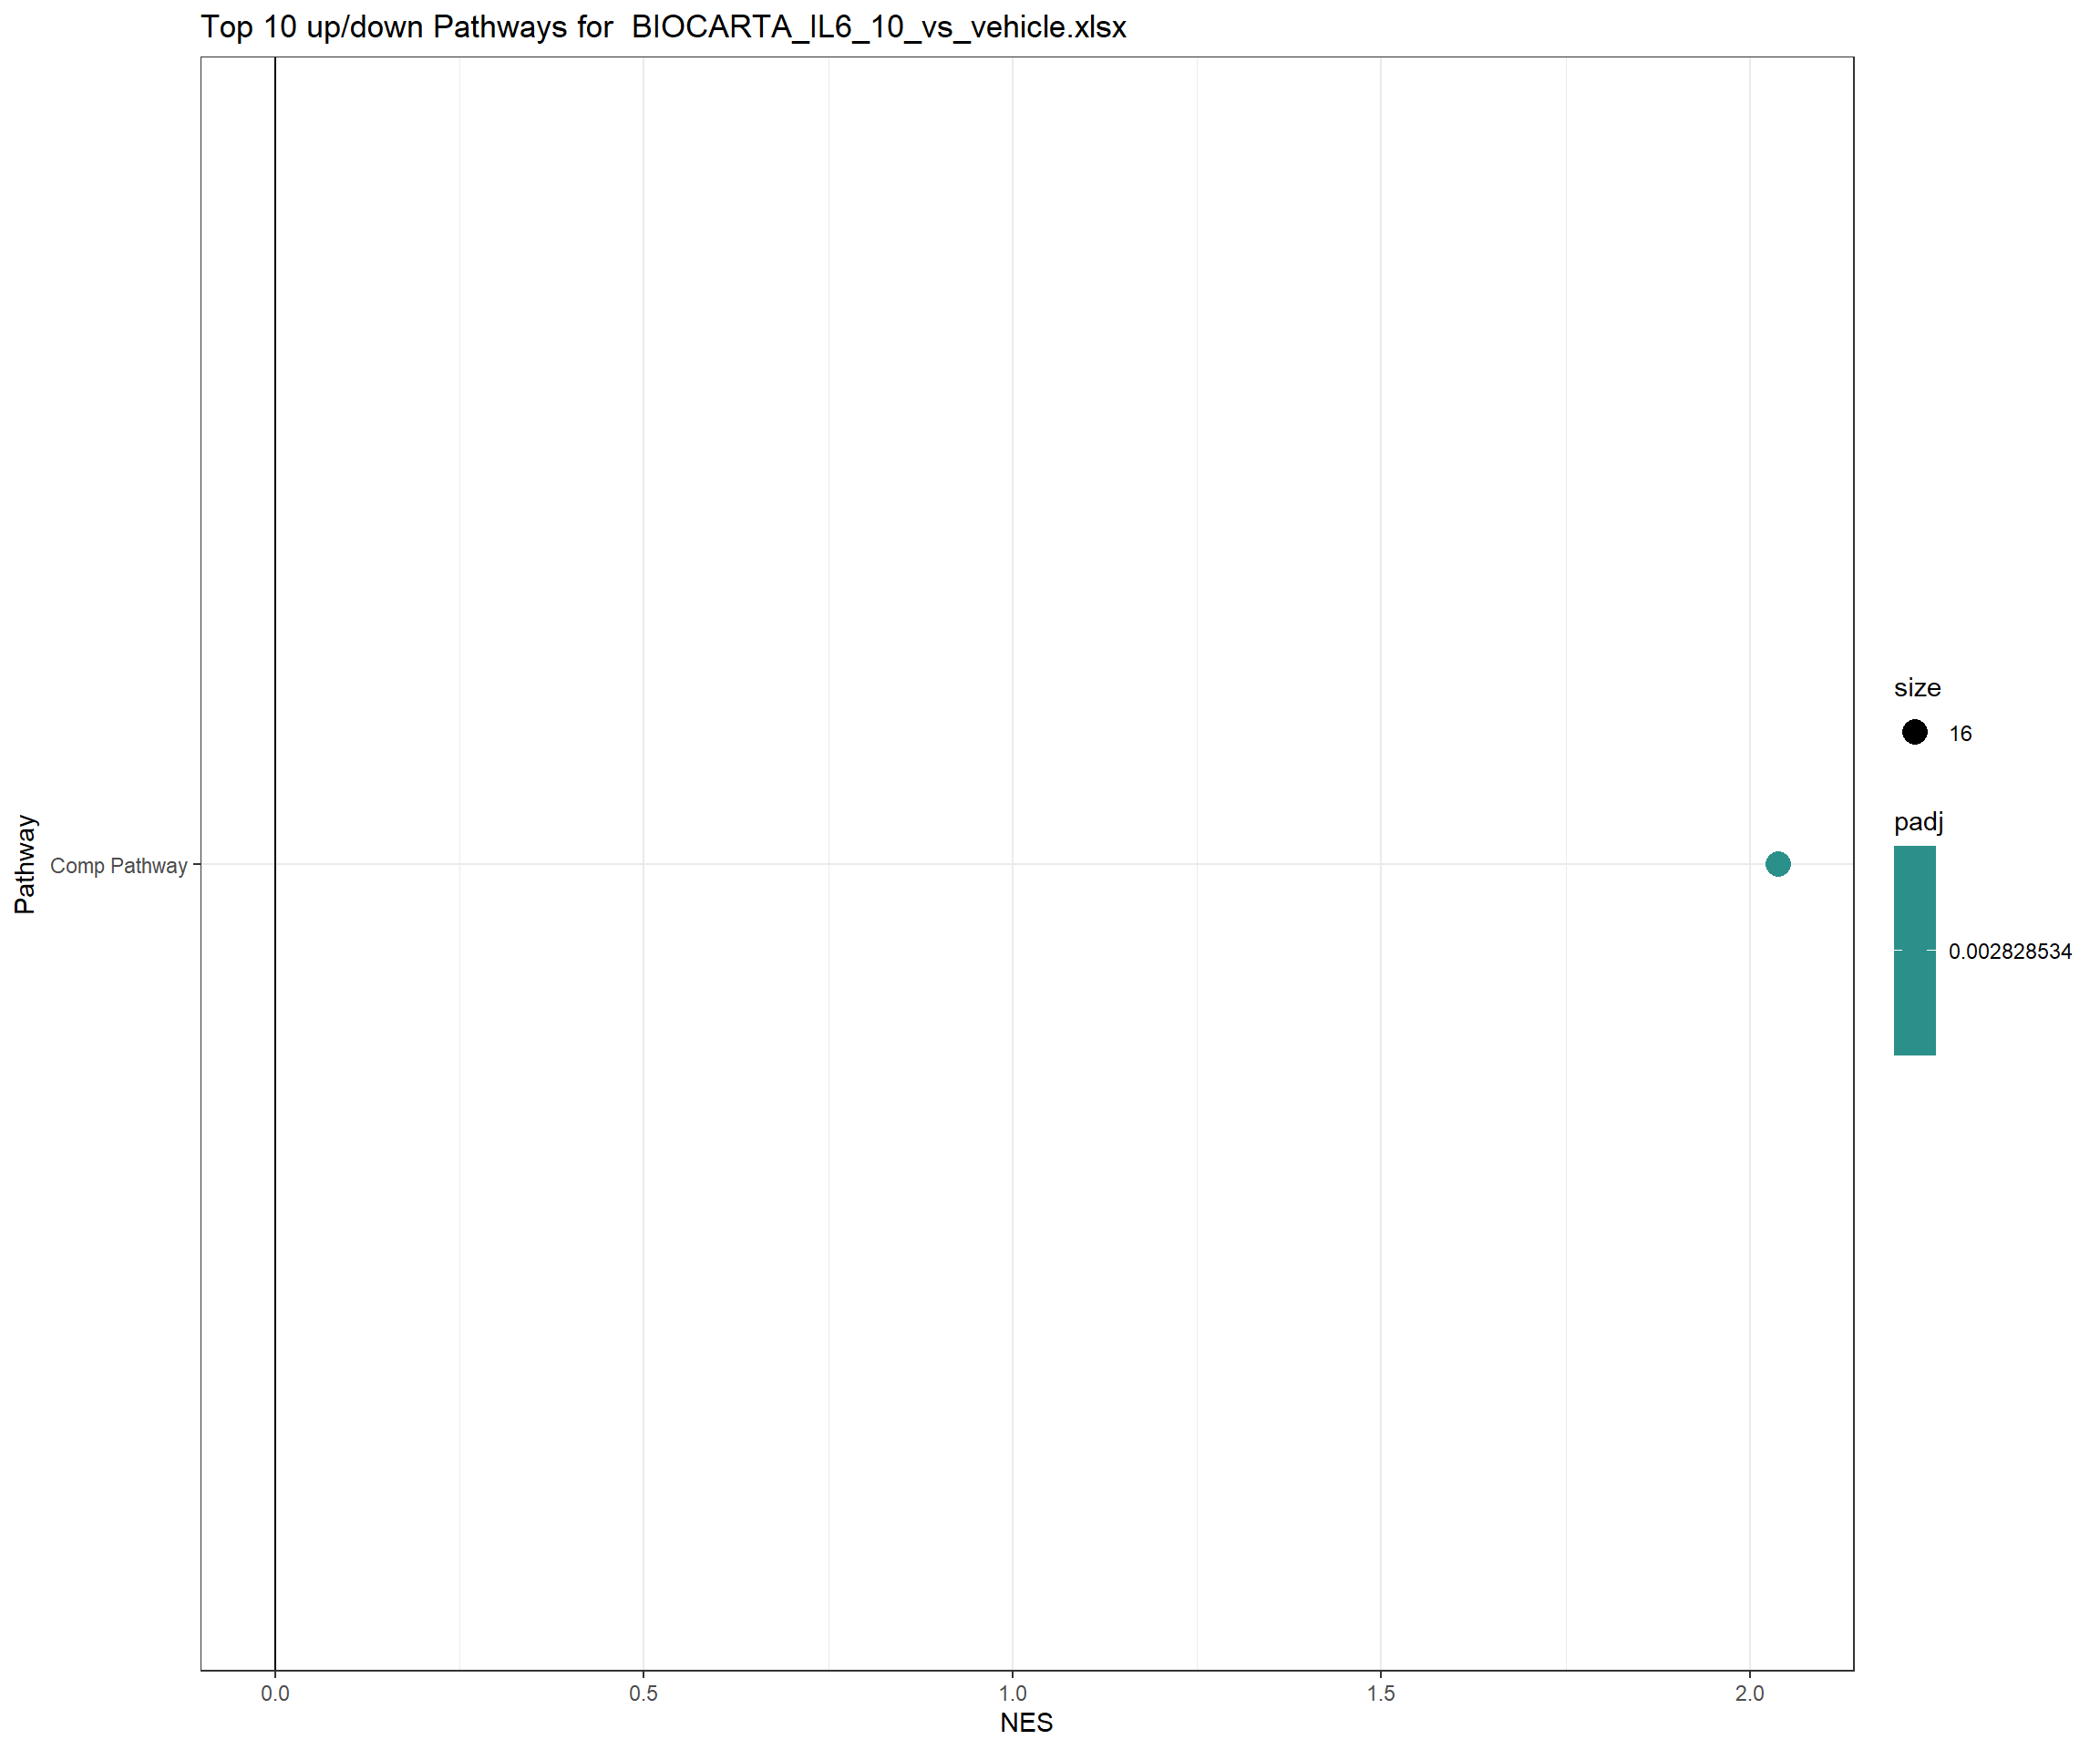 Top 10 up/down Pathways for  BIOCARTA_IL6_10_vs_vehicle.xlsx
Pathway
Comp Pathway
0.0
0.5
1.0
1.5
2.0
NES
size
16
padj
0.002828534